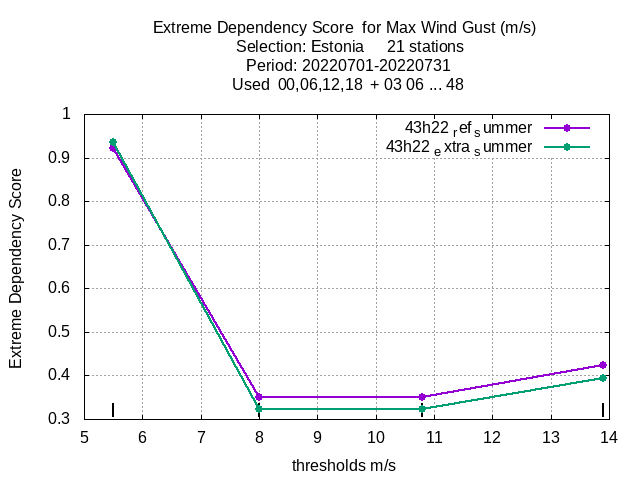 Extreme Dependency Score  for Max Wind Gust (m/s)
Selection: Estonia     21 stations
Period: 20220701-20220731
Used  00,06,12,18  + 03 06 ... 48
43h22 ref summer
43h22 extra summer
1
0.9
0.8
0.7
0.6
0.5
0.4
0.3
Extreme Dependency Score
5 6 7 8 9 10 11 12 13 14
thresholds m/s